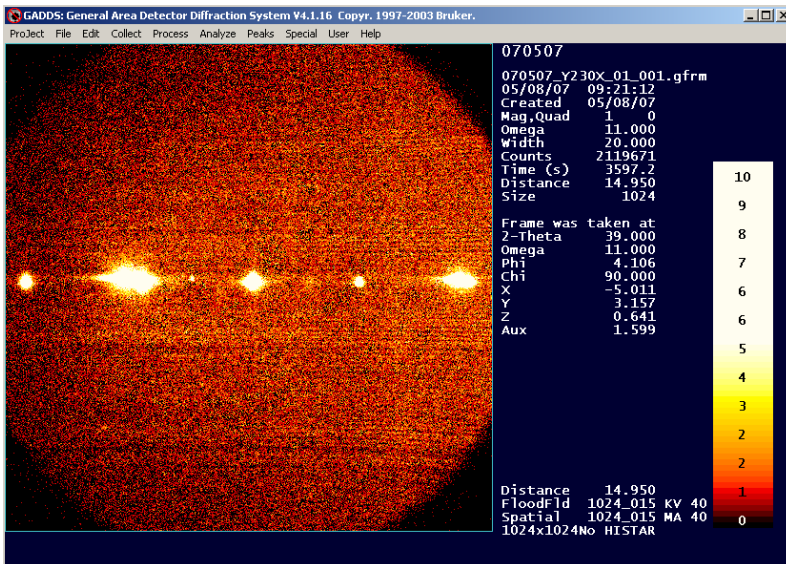 GADDS: General Area Detector Diffraction System V4.1.16 Copyr. 1997-2003 Bruker.
ProJect File Edit Collect Process Analyze Peaks Special User Help
070507
070507_Y230X_01_001.gfrm
05/08/07 09:21:12
Created 05/08/07
Mag,Quad 1 0
Omega 11.000
Width 20.000
Counts 2119671
Time (s) 3597.2
Distance 14.950
Size 1024
Frame was taken at
2-Theta 39.000
Omega 11.000
Phi 4.106
Chi 90.000
X -5.011
Y 3.157
Z 0.641
Aux 1.599
Distance 14.950
FloodFld 1024_015 KV 40
Spatial 1024_015 MA 40
1024x1024No HISTAR
10
9
8
7
6
6
5
4
3
2
2
1
0